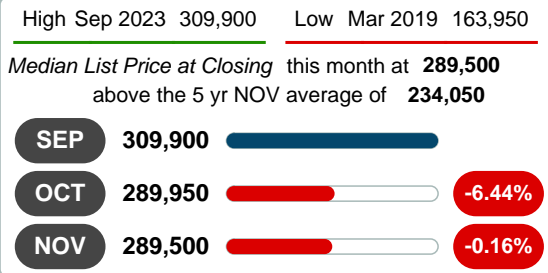 High Sep 2023 309,900 Low Mar 2019 163,950
Median List Price at Closing this month at 289,500
above the 5 yr NOV average of 234,050
SEP 309,900
OCT 289,950 -6.44%
NOV 289,500 -0.16%